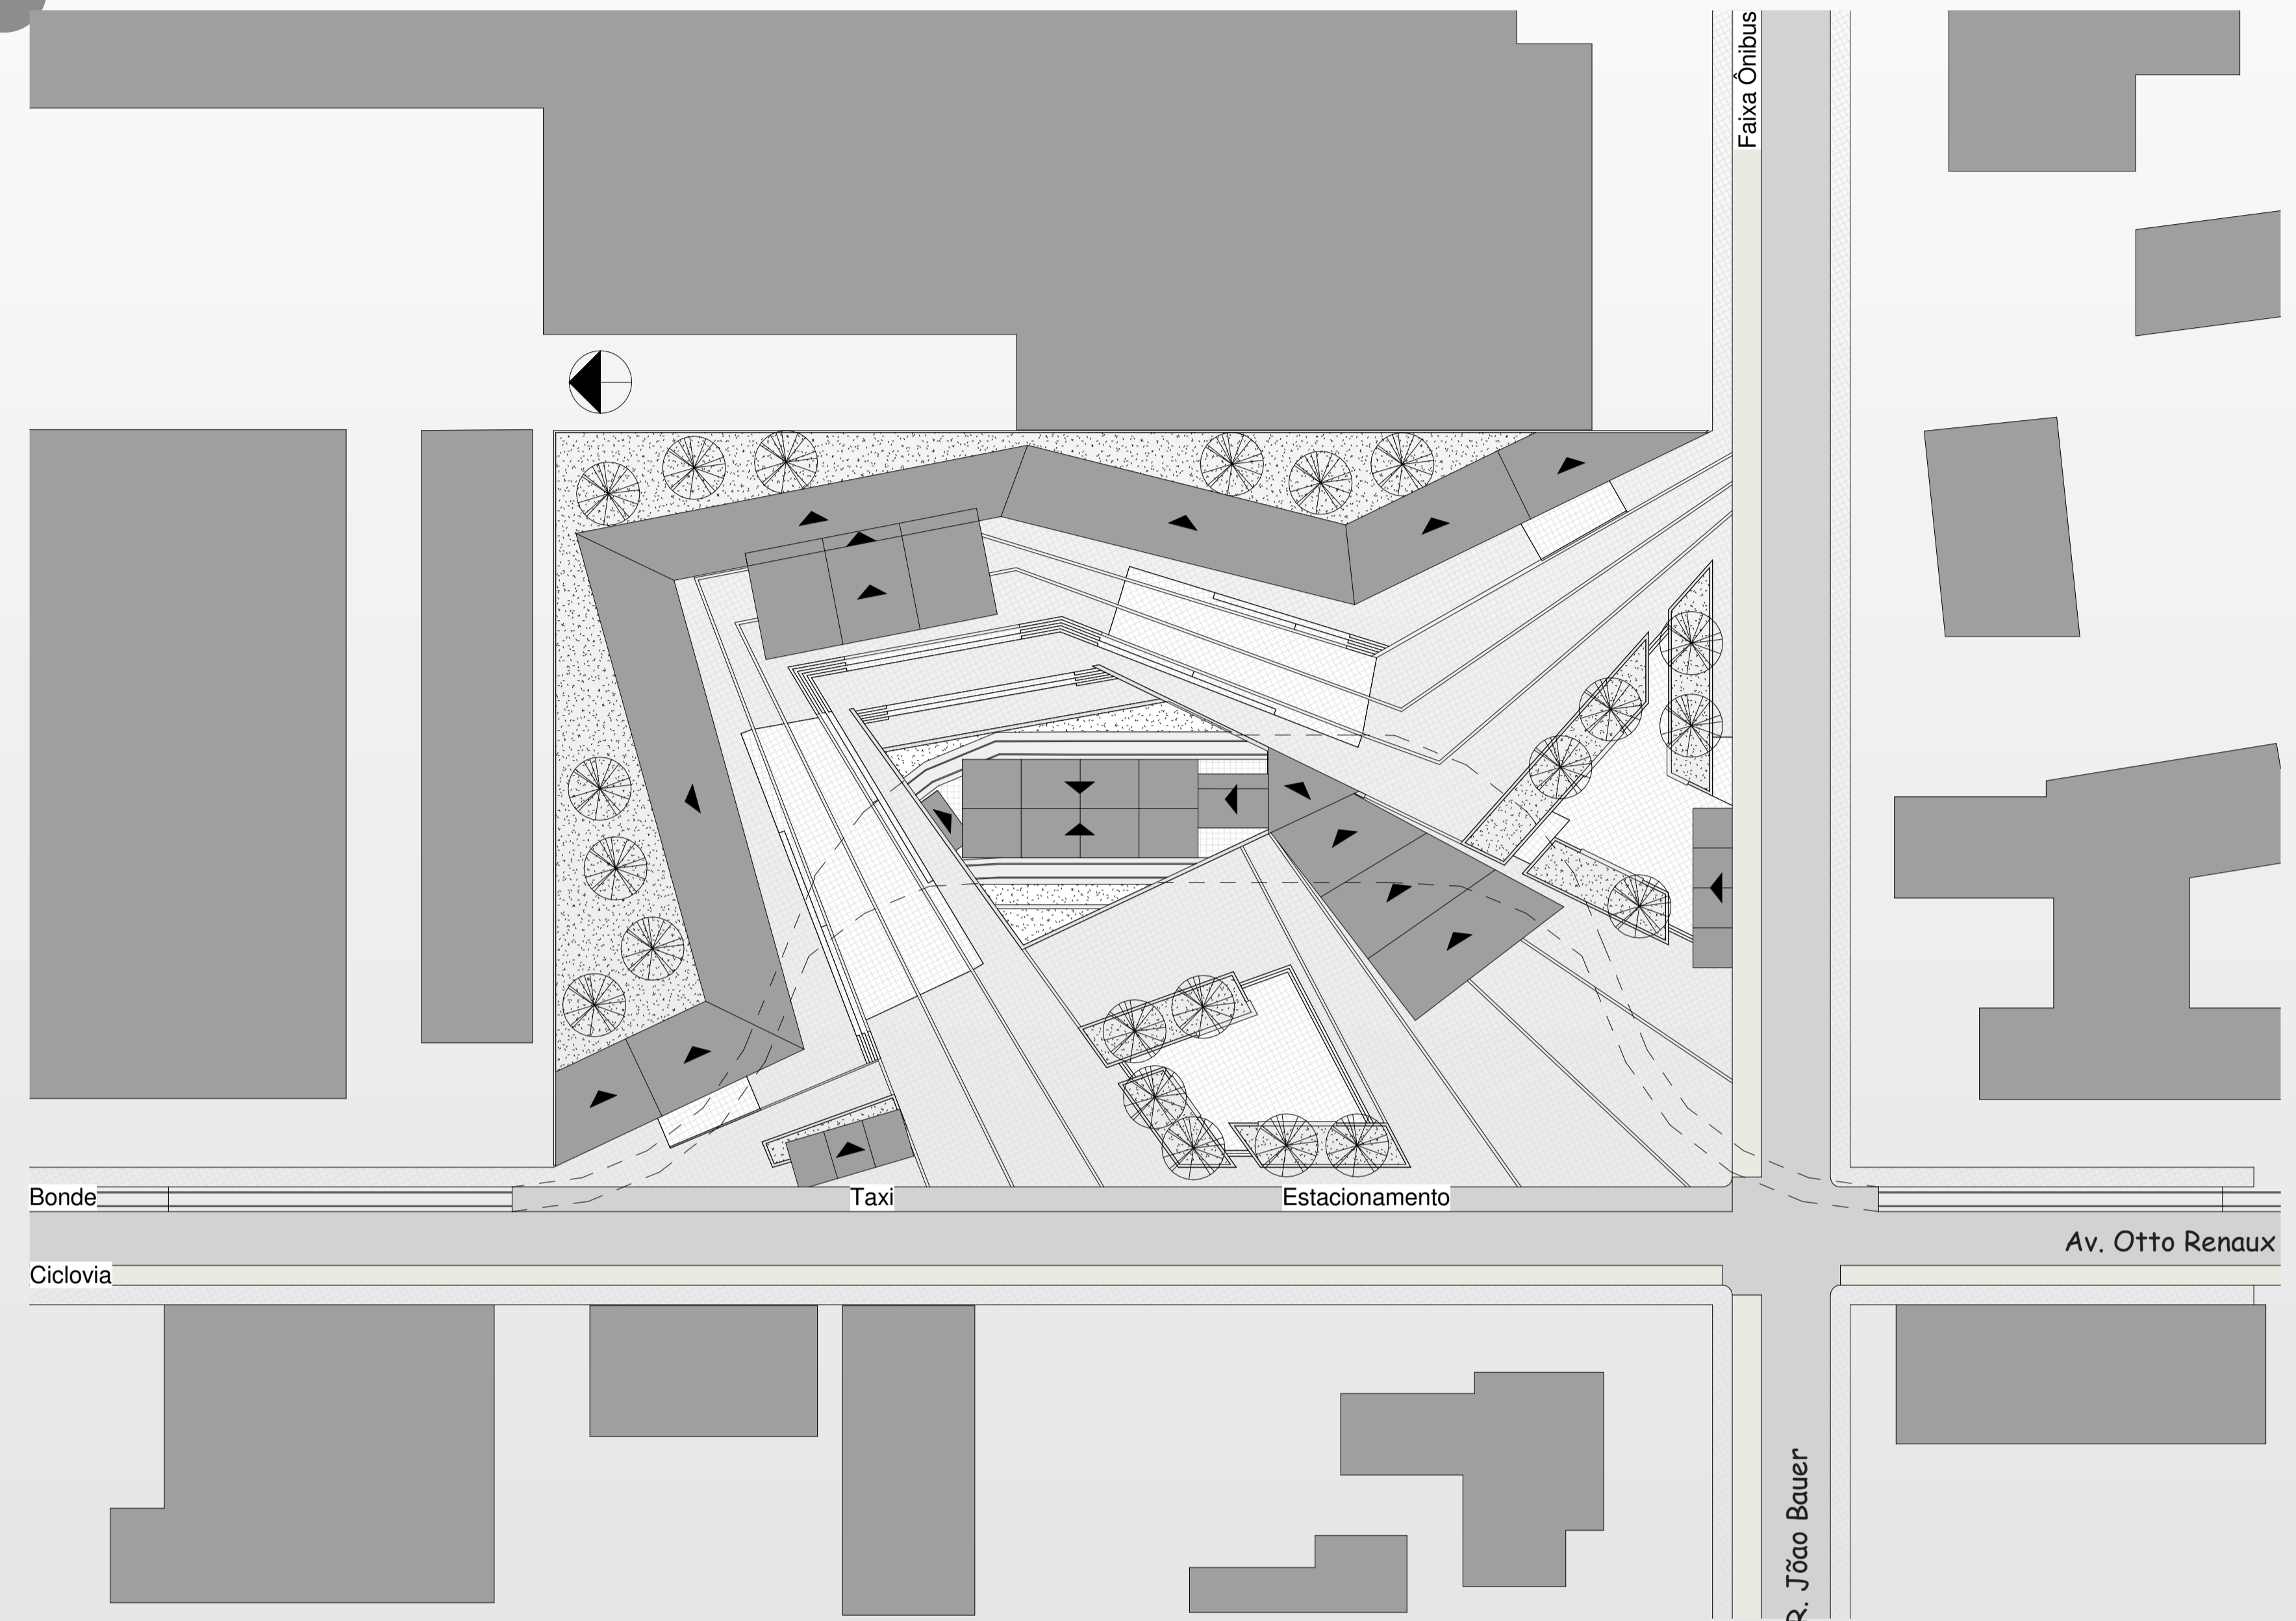 Faixa Ônibus
Bonde
Taxi
Estacionamento
Av. Otto Renaux
Ciclovia
R. Jõao Bauer